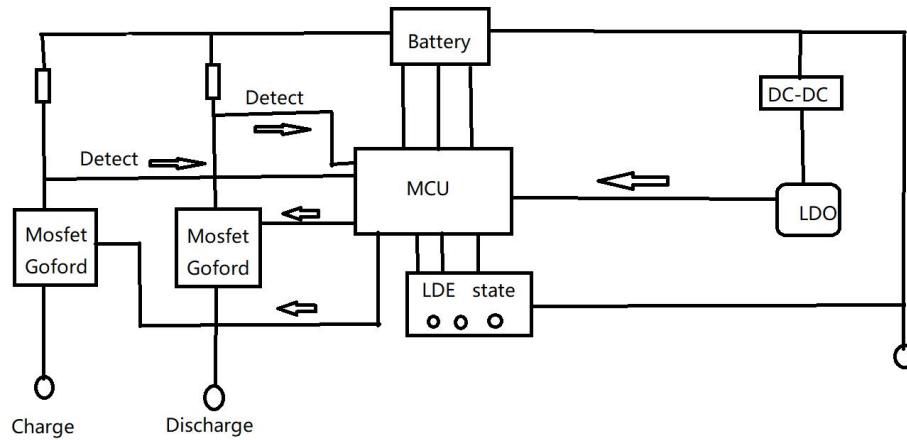 Battery
DC-DC
Detect
Detect
MCU
LDO
Mosfet
Goford
Mosfet
Goford
LDE state
Charge
Discharge